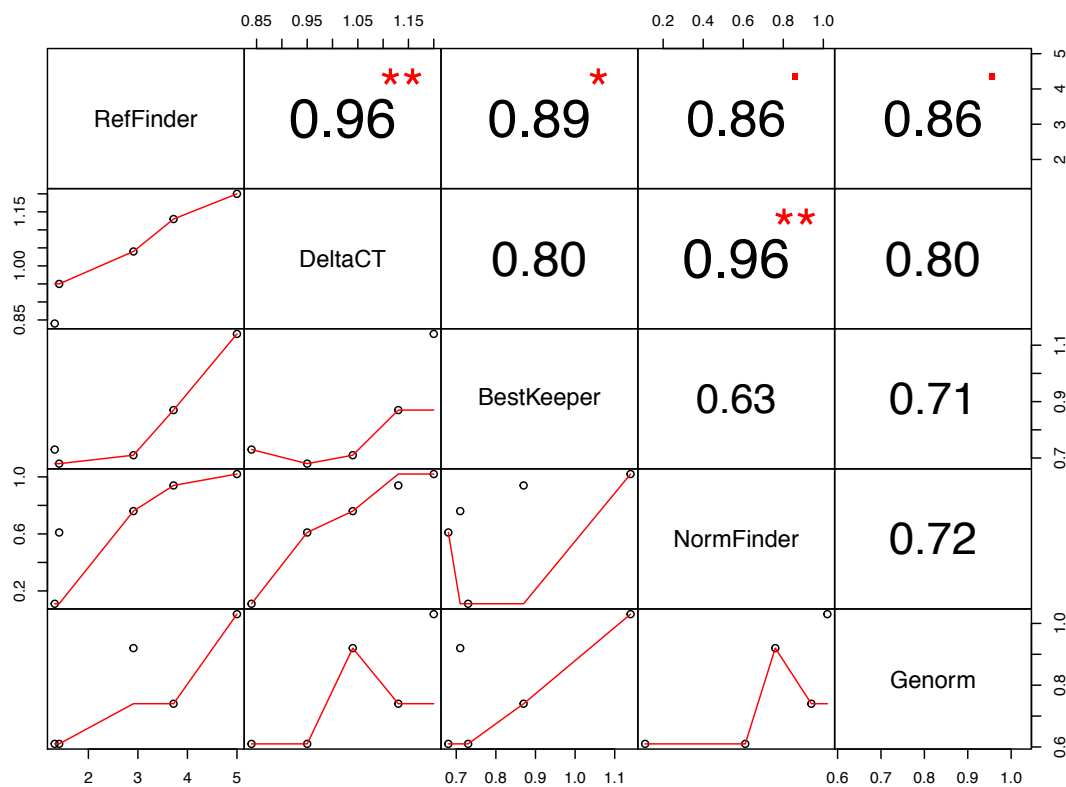 0.85 0.95 1.05 1.15 0.2 0.4 0.6 0.8 1.0
RefFinder 0.96 ** 0.89 * 0.86 . 0.86 .
2 3 4 5
0.85 1.00 1.15
DeltaCT 0.80 0.96 ** 0.80
BestKeeper 0.63 0.71
0.7 0.9 1.1
0.2 0.6 1.0
NormFinder 0.72
Genorm
0.6 0.8 1.0
2 3 4 5 0.7 0.8 0.9 1.0 1.1 0.6 0.7 0.8 0.9 1.0